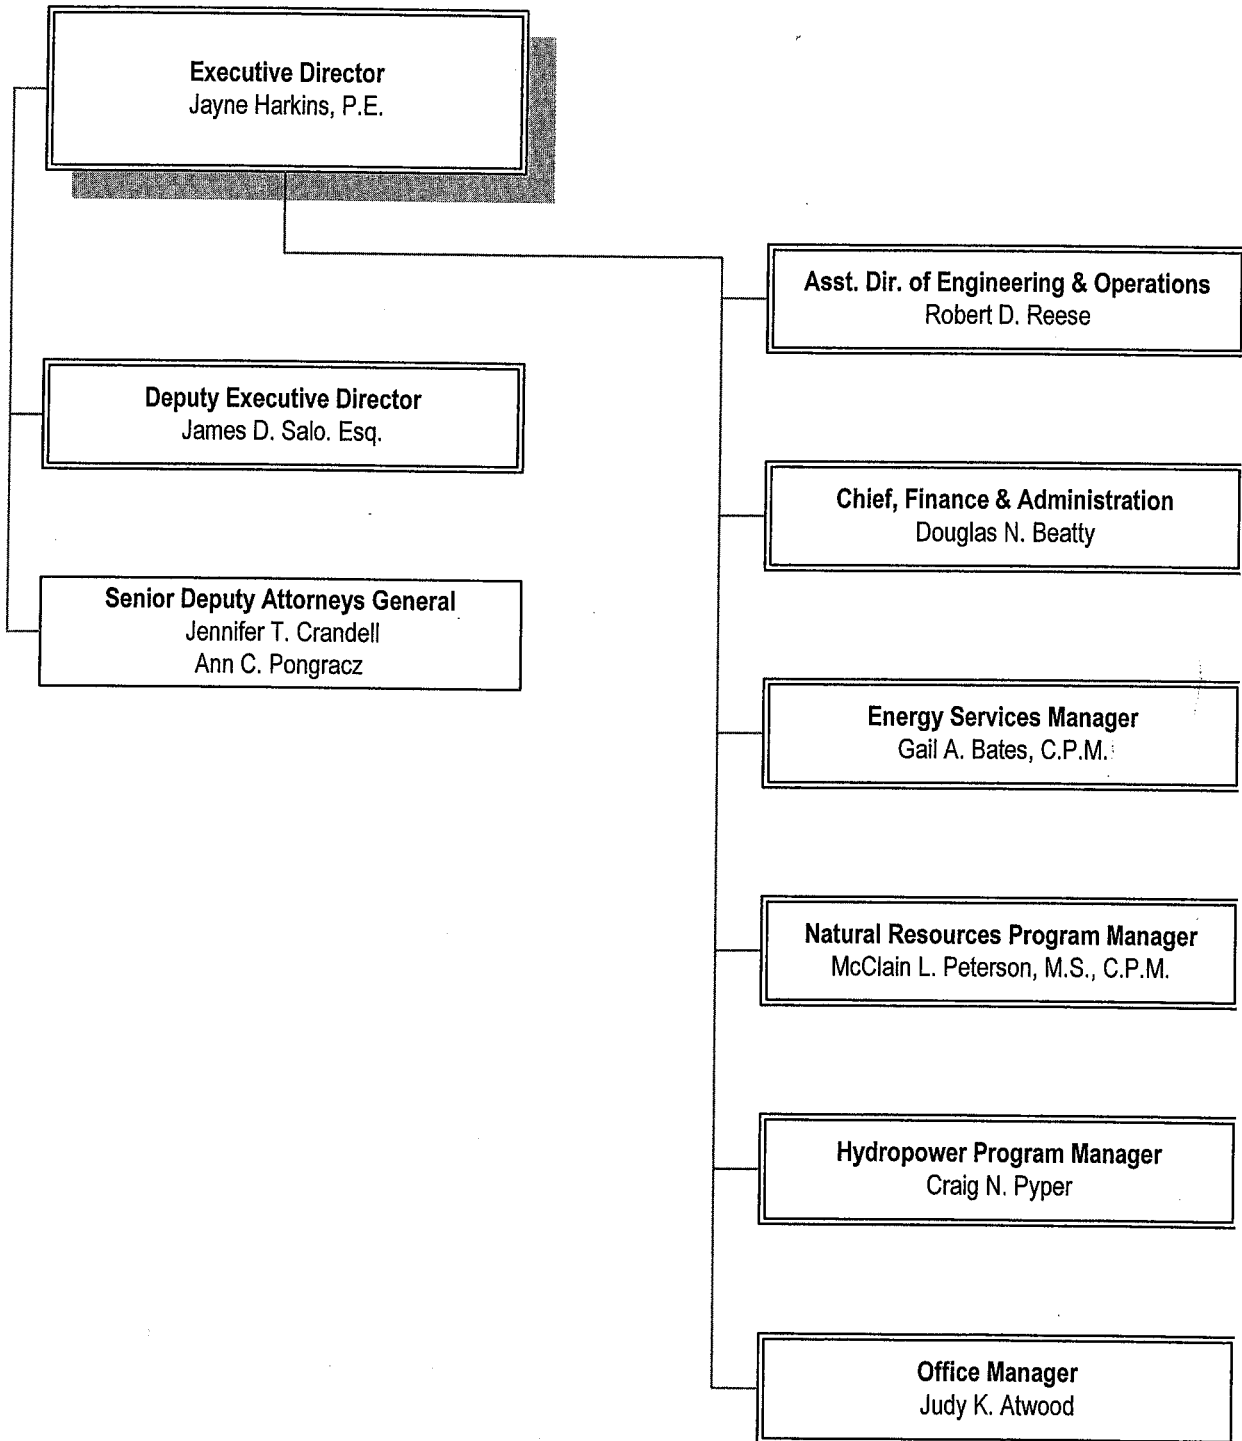 Executive Director
Jayne Harkins, P.E.
Deputy Executive Director
James D. Salo. Esq.
Senior Deputy Attorneys General
Jennifer T. Crandell
Ann C. Pongracz
Asst. Dir. of Engineering & Operations
Robert D. Reese
Chief, Finance & Administration
Douglas N. Beatty
Energy Services Manager
Gail A. Bates, C.P.M.
Natural Resources Program Manager
McClain L. Peterson, M.S., C.P.M.
Hydropower Program Manager
Craig N. Pyper
Office Manager
Judy K. Atwood